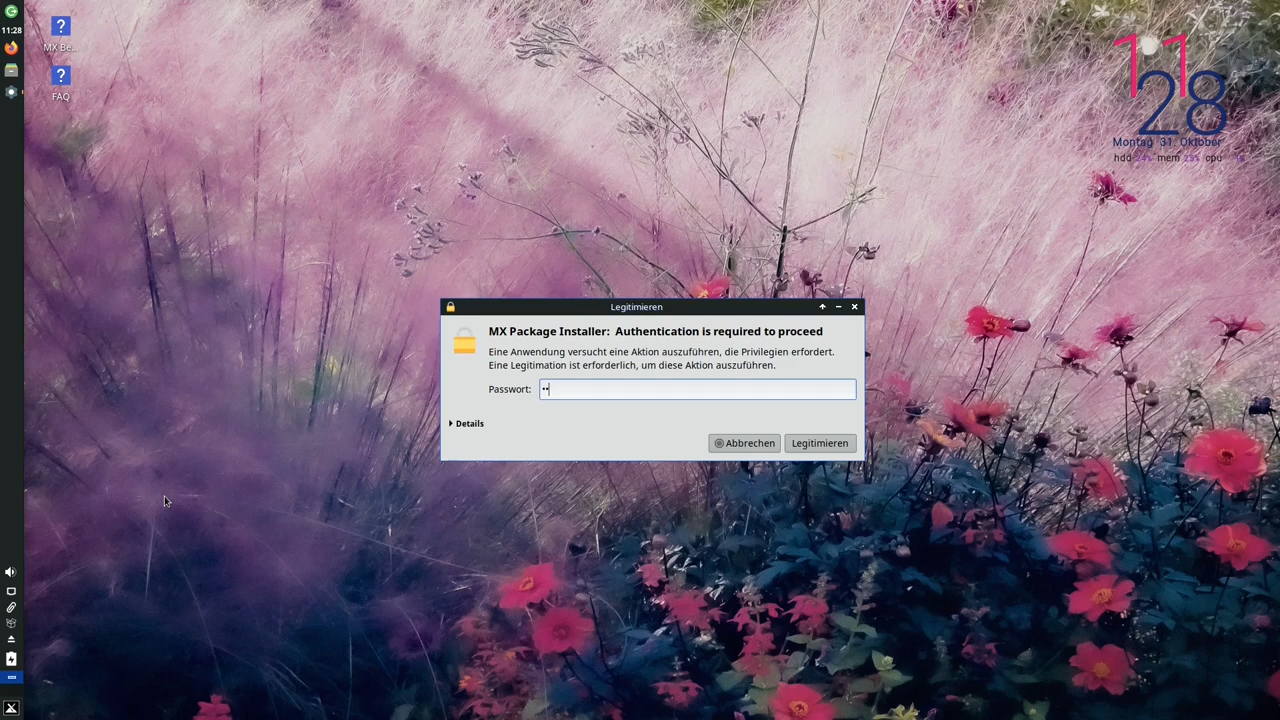 11:28
MX Be...
FAQ
11
28
Montag 31. Oktober
hdd 24% mem 23% cpu
Legitimieren
MX Package Installer: Authentication is required to proceed
Eine Anwendung versucht eine Aktion auszuführen, die Privilegien erfordert.
Eine Legitimation ist erforderlich, um diese Aktion auszuführen.
Passwort: ••
Details
Abbrechen Legitimieren